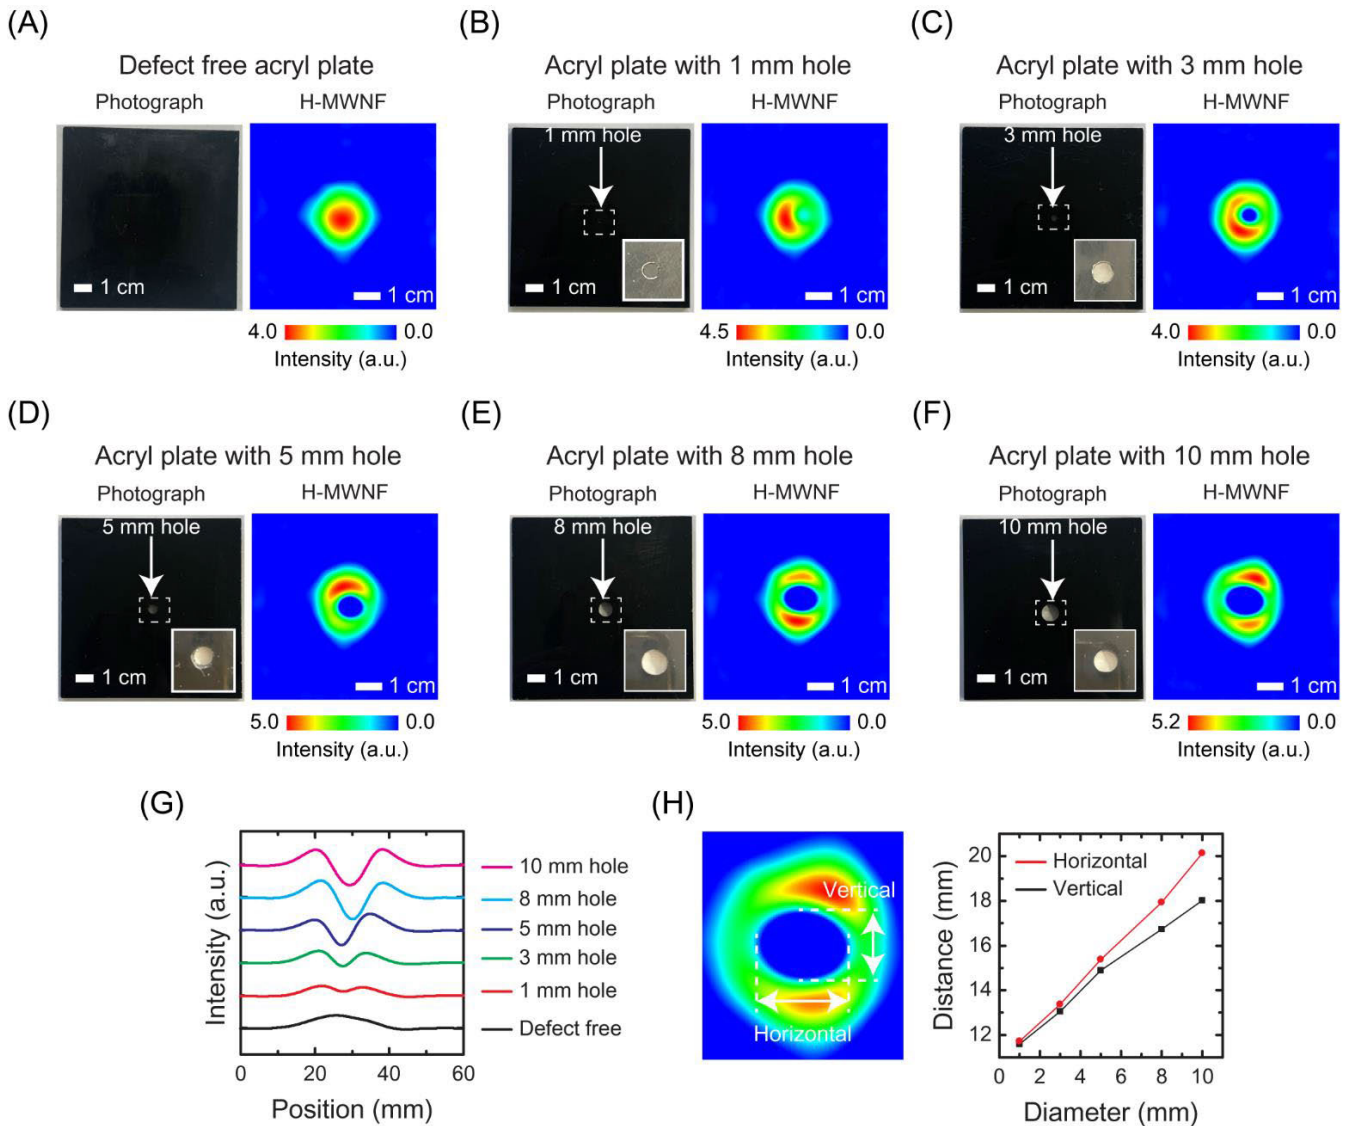 (A)
Defect free acryl plate
Photograph H-MWNF
1 cm
1 cm
4.0 0.0
Intensity (a.u.)
(B)
Acryl plate with 1 mm hole
Photograph H-MWNF
1 mm hole
1 cm
1 cm
4.5 0.0
Intensity (a.u.)
(C)
Acryl plate with 3 mm hole
Photograph H-MWNF
3 mm hole
1 cm
1 cm
4.0 0.0
Intensity (a.u.)
(D)
Acryl plate with 5 mm hole
Photograph H-MWNF
5 mm hole
1 cm
1 cm
5.0 0.0
Intensity (a.u.)
(E)
Acryl plate with 8 mm hole
Photograph H-MWNF
8 mm hole
1 cm
1 cm
5.0 0.0
Intensity (a.u.)
(F)
Acryl plate with 10 mm hole
Photograph H-MWNF
10 mm hole
1 cm
1 cm
5.2 0.0
Intensity (a.u.)
(G)
Intensity (a.u.)
10 mm hole
8 mm hole
5 mm hole
3 mm hole
1 mm hole
Defect free
0 30 60
Position (mm)
(H)
Vertical
Horizontal
Distance (mm)
20
18
16
14
12
Horizontal
Vertical
0 2 4 6 8 10
Diameter (mm)